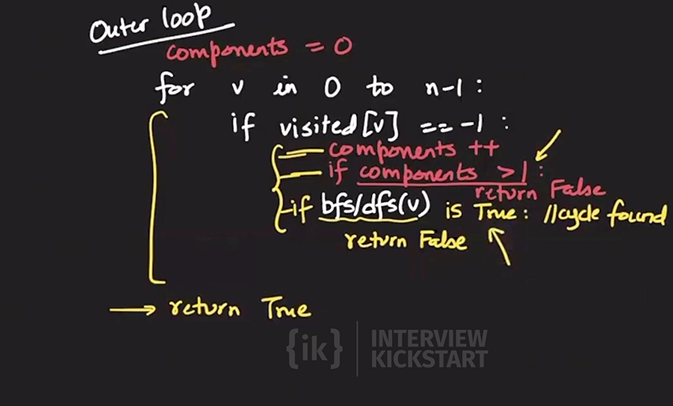 Outer loop
components = 0
for v in 0 to n-1 :
if visited[v] == -1 :
components ++
if components > 1 :
return False
if bfs/dfs(v) is True : //cycle found
return False
→ return True
{ik} INTERVIEW
KICKSTART